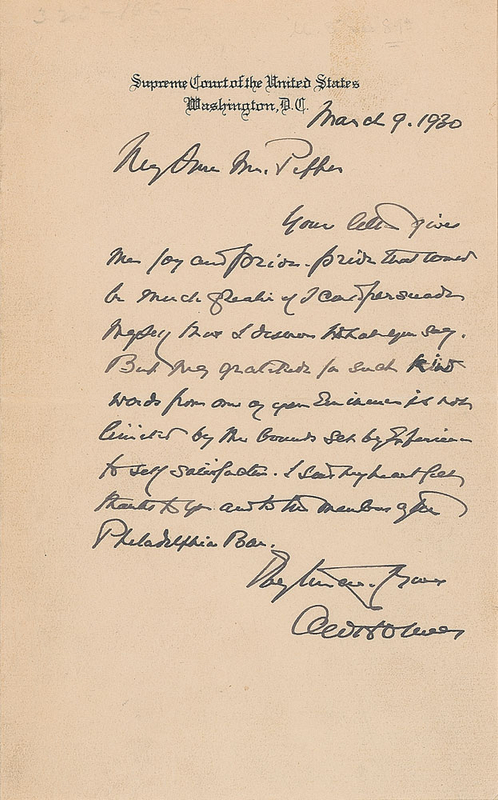 Supreme Court of the United States
Washington, D.C.
March 9. 1930
My dear Mr. Pepper
Your letter gives
me joy and pride. pride that would
be much greater if I could persuade
myself that I deserve what you say.
But my gratitude for such kind
words from one of your Eminence is not
limited by the bounds set by Experience
to self satisfaction. I send my heartfelt
thanks to you and to the members of the
Philadelphia Bar.
Very sincerely yours
OW Holmes